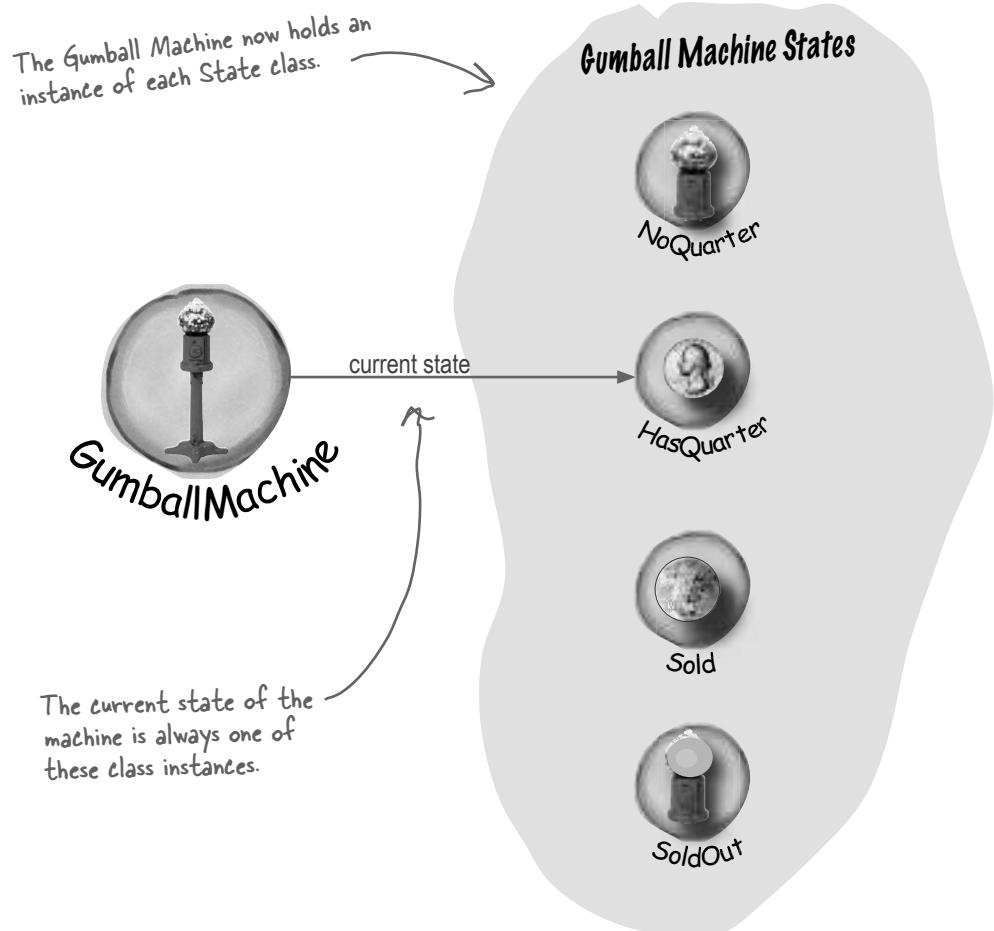 The Gumball Machine now holds an
instance of each State class.
Gumball Machine States
NoQuarter
current state
HasQuarter
GumballMachine
Sold
The current state of the
machine is always one of
these class instances.
SoldOut